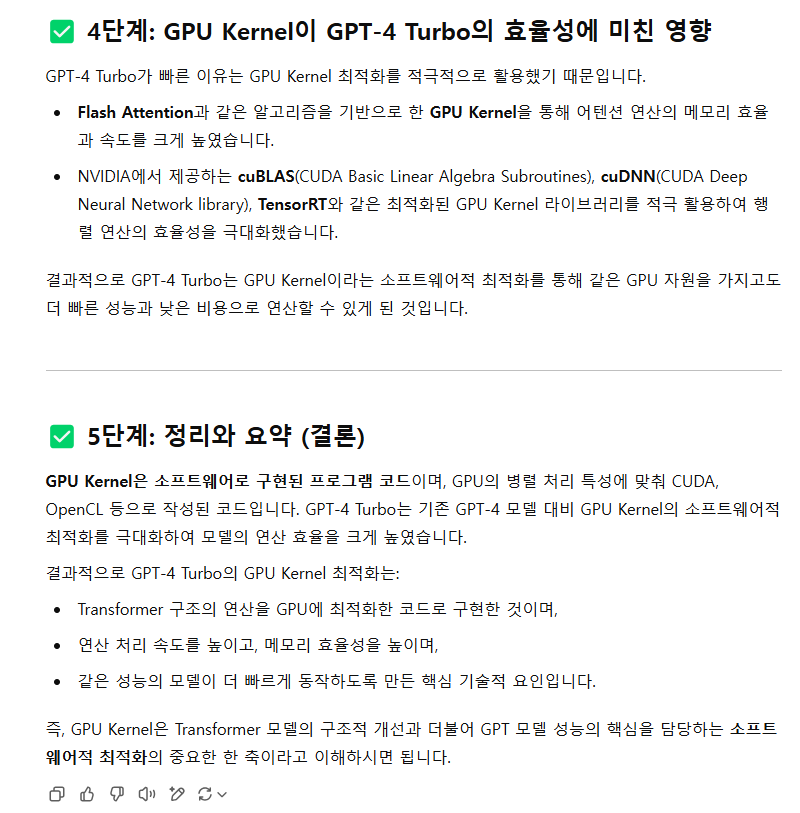 4단계: GPU Kernel이 GPT-4 Turbo의 효율성에 미친 영향
GPT-4 Turbo가 빠른 이유는 GPU Kernel 최적화를 적극적으로 활용했기 때문입니다.
Flash Attention과 같은 알고리즘을 기반으로 한 GPU Kernel을 통해 어텐션 연산의 메모리 효율
과 속도를 크게 높였습니다.
NVIDIA에서 제공하는 cuBLAS(CUDA Basic Linear Algebra Subroutines), cuDNN(CUDA Deep
Neural Network library), TensorRT와 같은 최적화된 GPU Kernel 라이브러리를 적극 활용하여 행
렬 연산의 효율성을 극대화했습니다.
결과적으로 GPT-4 Turbo는 GPU Kernel이라는 소프트웨어적 최적화를 통해 같은 GPU 자원을 가지고도
더 빠른 성능과 낮은 비용으로 연산할 수 있게 된 것입니다.
5단계: 정리와 요약 (결론)
GPU Kernel은 소프트웨어로 구현된 프로그램 코드이며, GPU의 병렬 처리 특성에 맞춰 CUDA,
OpenCL 등으로 작성된 코드입니다. GPT-4 Turbo는 기존 GPT-4 모델 대비 GPU Kernel의 소프트웨어적
최적화를 극대화하여 모델의 연산 효율을 크게 높였습니다.
결과적으로 GPT-4 Turbo의 GPU Kernel 최적화는:
Transformer 구조의 연산을 GPU에 최적화한 코드로 구현한 것이며,
연산 처리 속도를 높이고, 메모리 효율성을 높이며,
같은 성능의 모델이 더 빠르게 동작하도록 만든 핵심 기술적 요인입니다.
즉, GPU Kernel은 Transformer 모델의 구조적 개선과 더불어 GPT 모델 성능의 핵심을 담당하는 소프트
웨어적 최적화의 중요한 한 축이라고 이해하시면 됩니다.